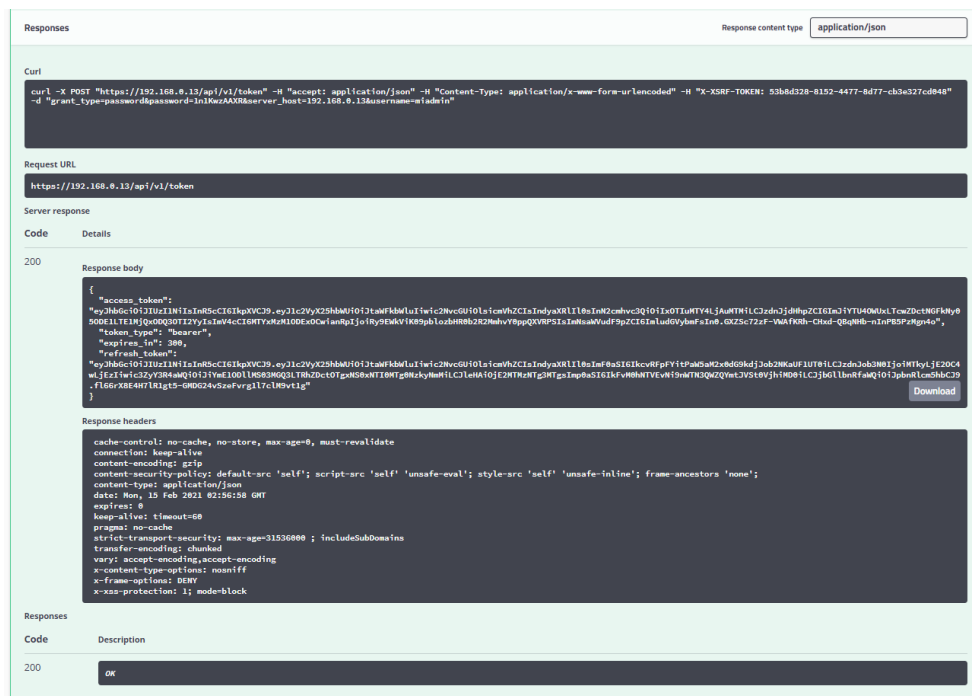 Responses
Response content type
application/json
Curl
curl -X POST "https://192.168.0.13/api/v1/token" -H "accept: application/json" -H "Content-Type: application/x-www-form-urlencoded" -H "X-XSRF-TOKEN: 53b8d328-8152-4477-8d77-cb3e327cd048"
-d "grant_type=password&password=1n1KwzAAXR&server_host=192.168.0.13&username=miadmin"
Request URL
https://192.168.0.13/api/v1/token
Server response
Code
Details
200
Response body
{
"access_token":
"token_type": "bearer",
"expires_in": 300,
"refresh_token":
}
Download
Response headers
cache-control: no-cache, no-store, max-age=0, must-revalidate
connection: keep-alive
content-encoding: gzip
content-security-policy: default-src 'self'; script-src 'self' 'unsafe-eval'; style-src 'self' 'unsafe-inline'; frame-ancestors 'none';
content-type: application/json
date: Mon, 15 Feb 2021 02:56:58 GMT
expires: 0
keep-alive: timeout=60
pragma: no-cache
strict-transport-security: max-age=31536000 ; includeSubDomains
transfer-encoding: chunked
vary: accept-encoding,accept-encoding
x-content-type-options: nosniff
x-frame-options: DENY
x-xss-protection: 1; mode=block
Responses
Code
Description
200
OK